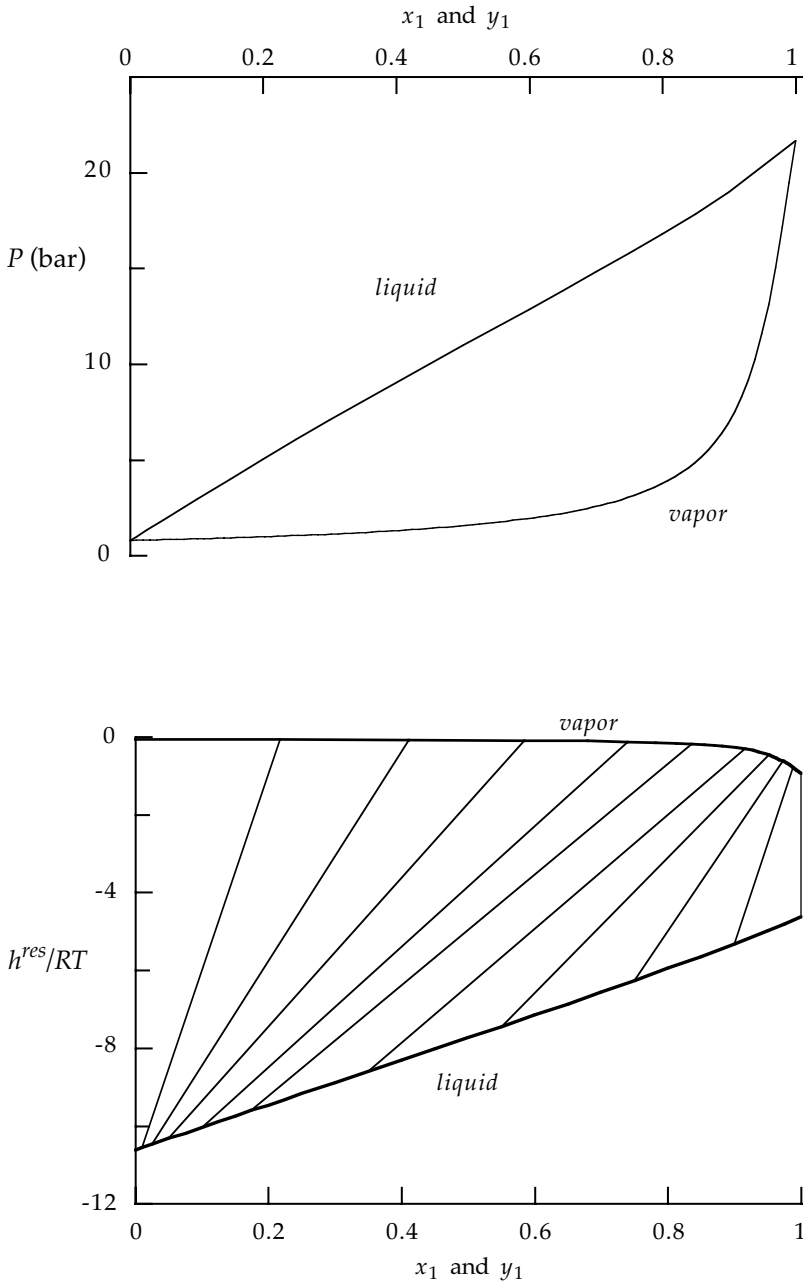 x₁ and y₁
0 0.2 0.4 0.6 0.8 1
20
P (bar)
liquid
10
vapor
0
vapor
0
-4
hʳᵉˢ/RT
-8
liquid
-12
0 0.2 0.4 0.6 0.8 1
x₁ and y₁